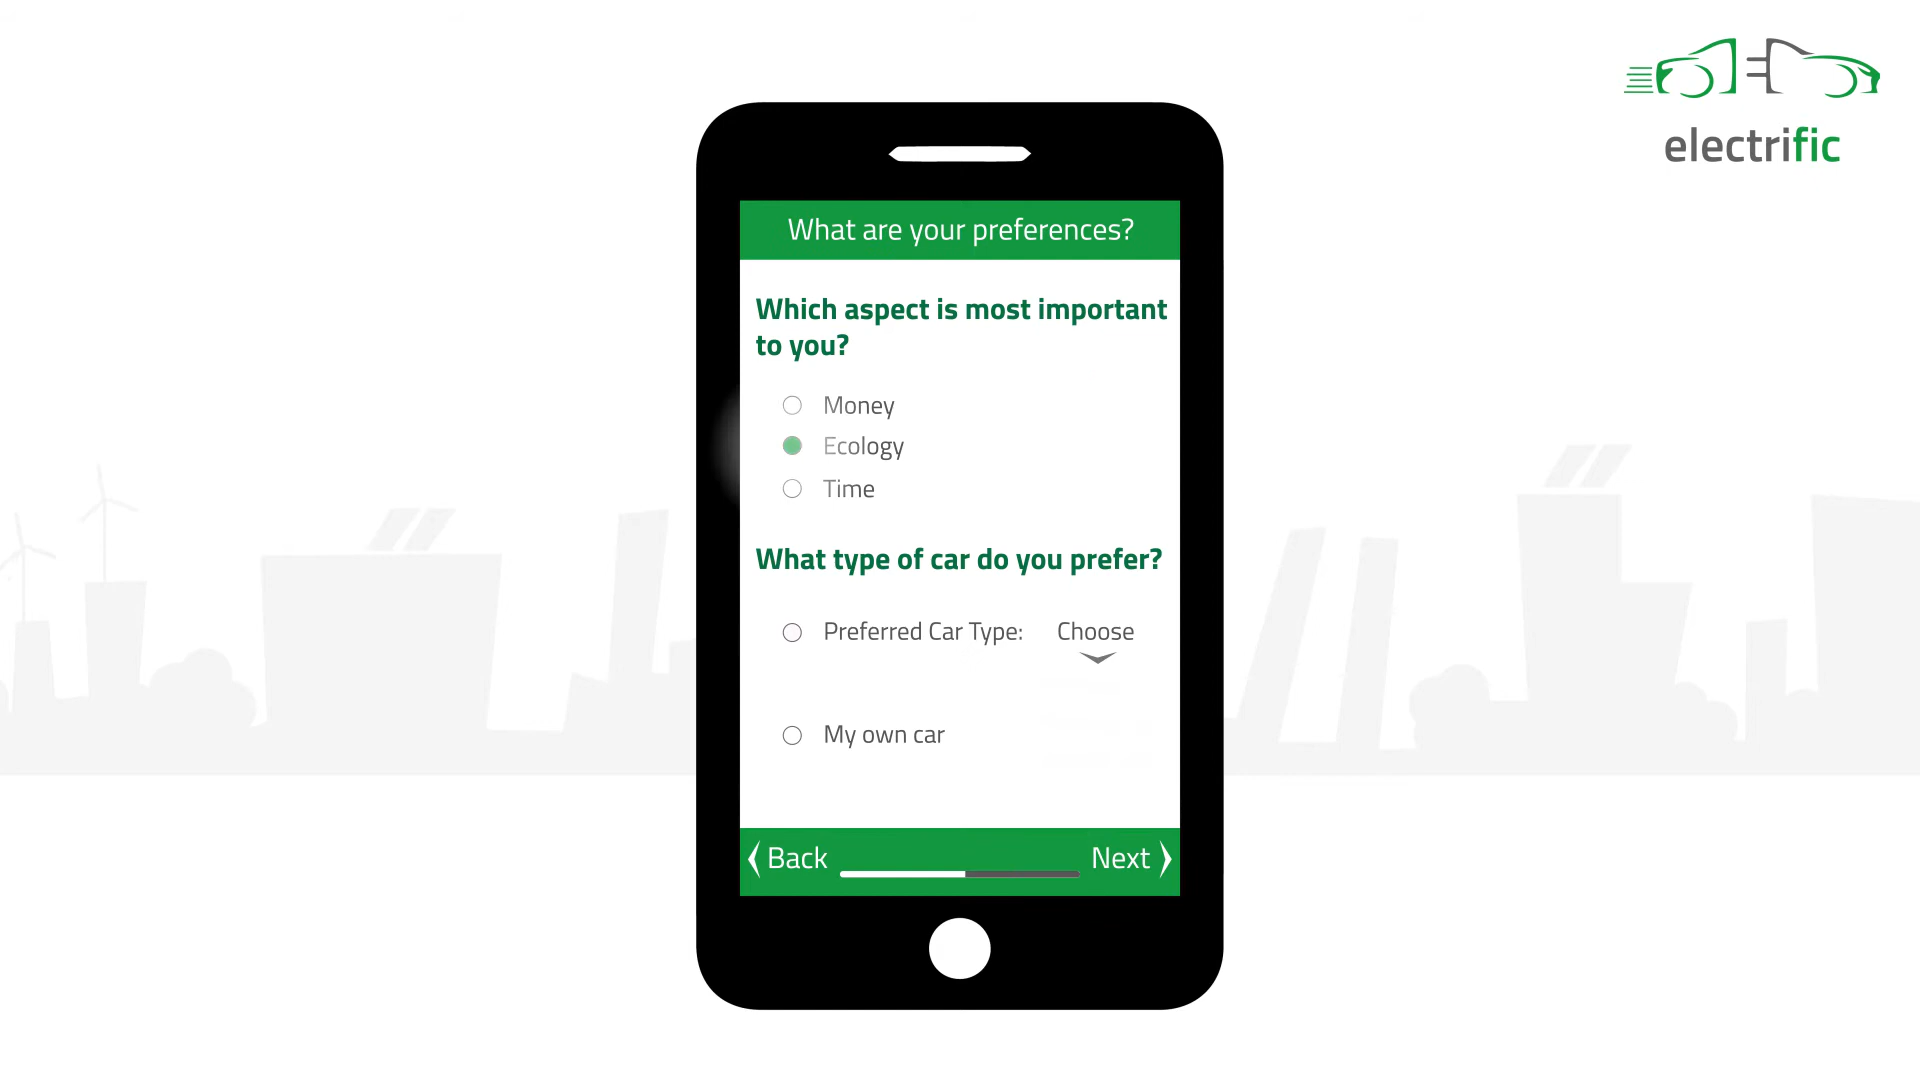 electrific
What are your preferences?
Which aspect is most important
to you?
Money
Ecology
Time
What type of car do you prefer?
Preferred Car Type: Choose
My own car
Back Next